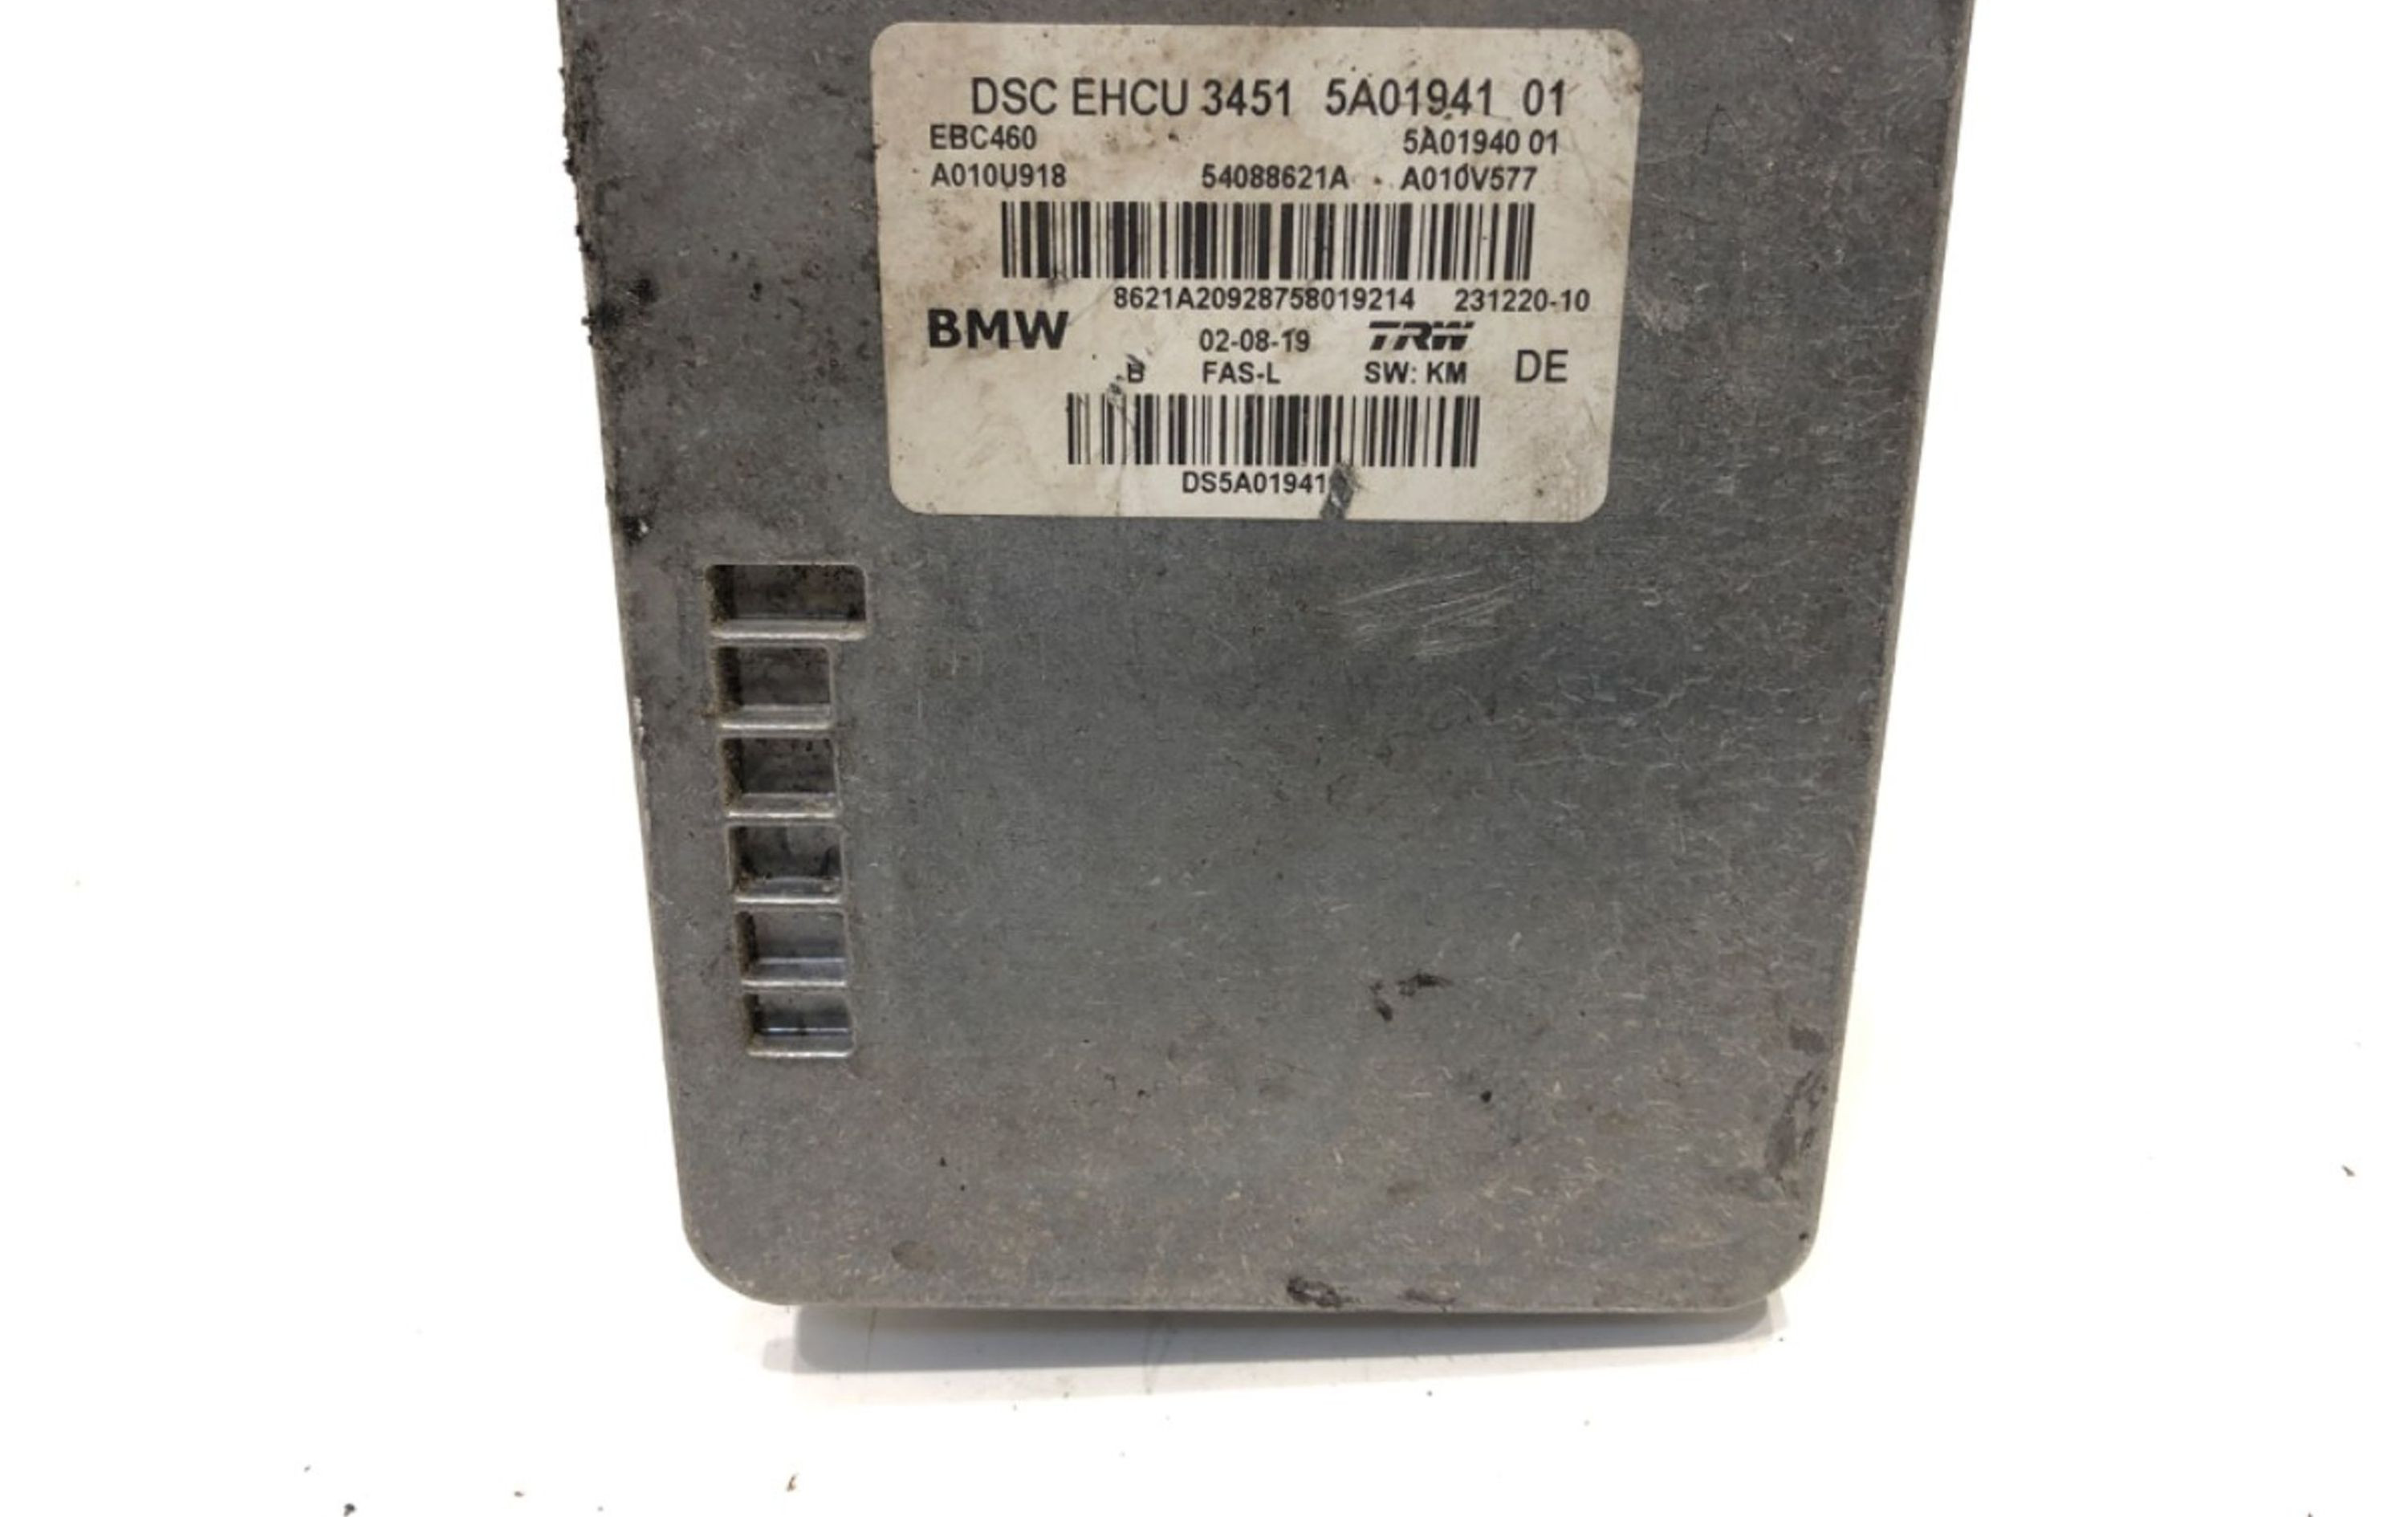 DSC EHCU 3451 5A01941 01
EBC460 5A01940 01
A010U918 54088621A A010V577
8621A20928758019214 231220-10
BMW 02-08-19 TRW
B FAS-L SW: KM DE
DS5A01941